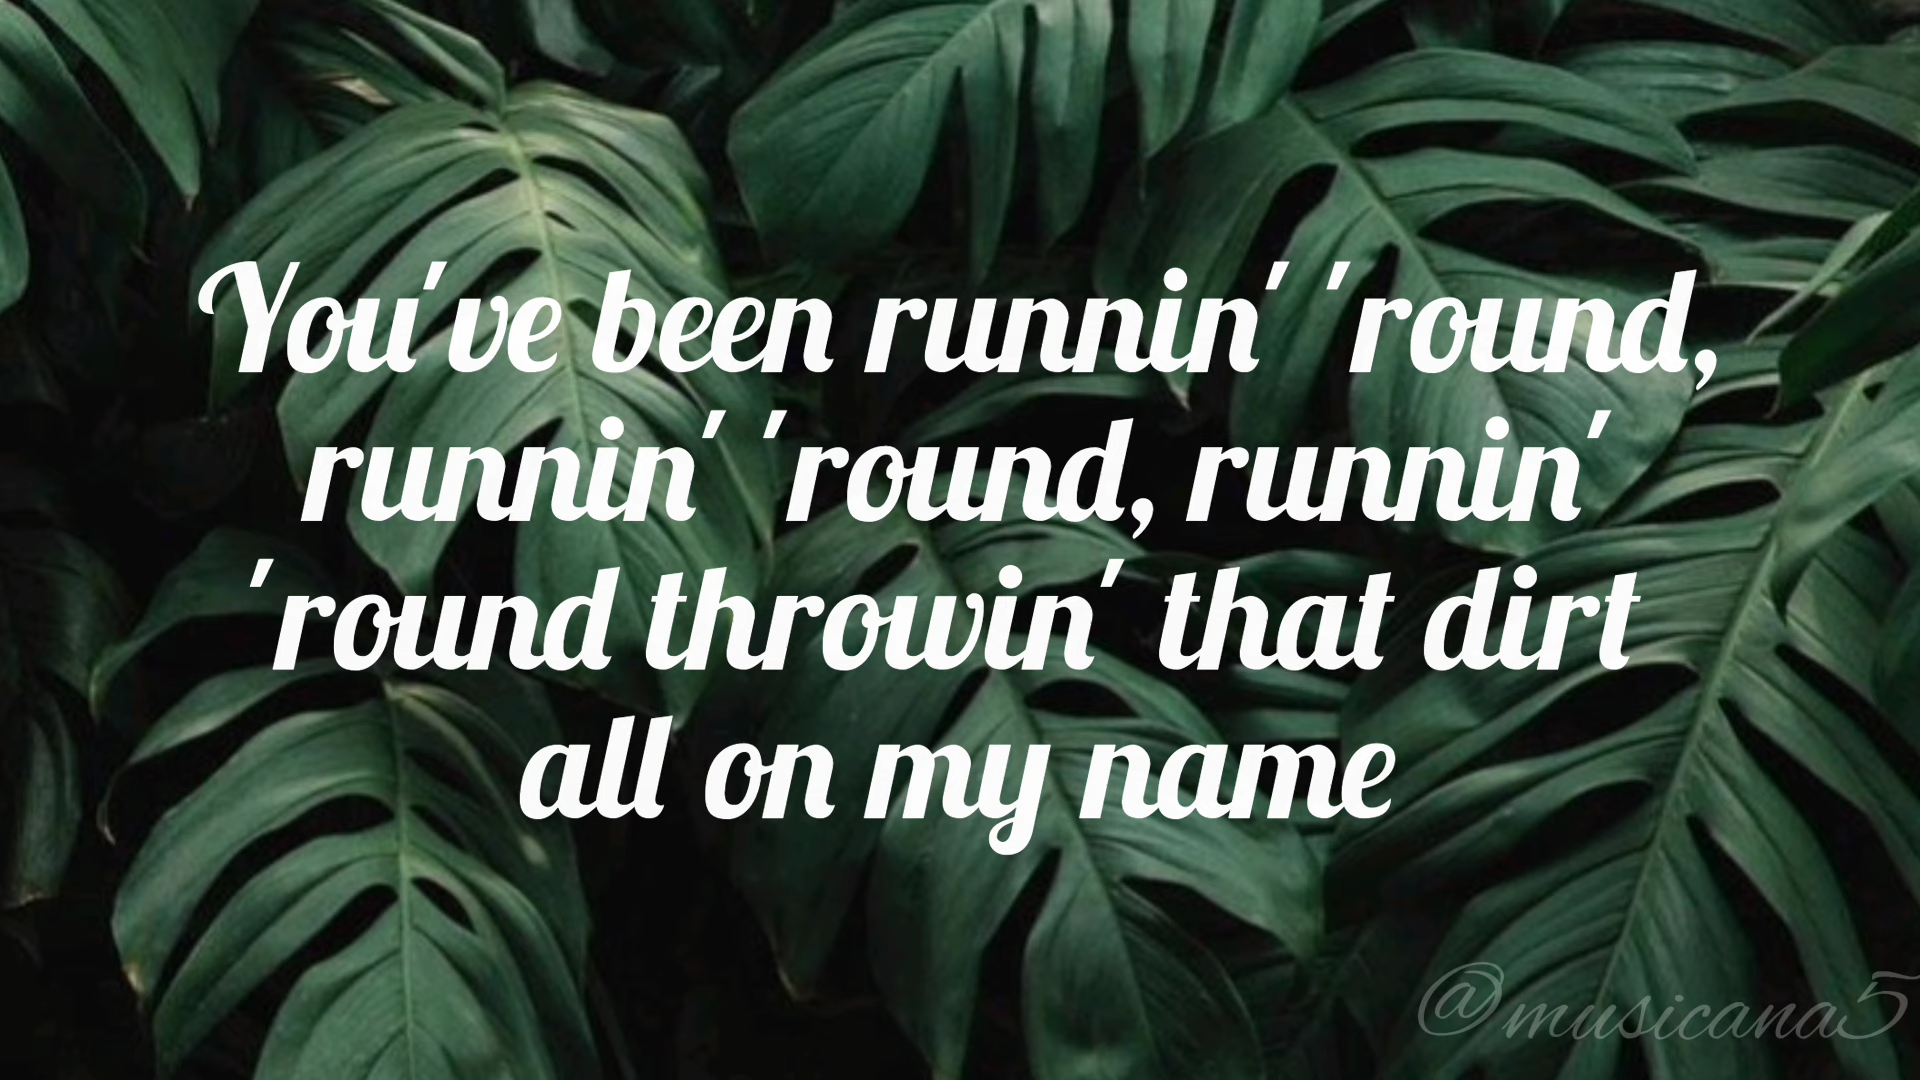 You've been runnin' 'round,
runnin' 'round, runnin'
'round throwin' that dirt
all on my name
@musicana5